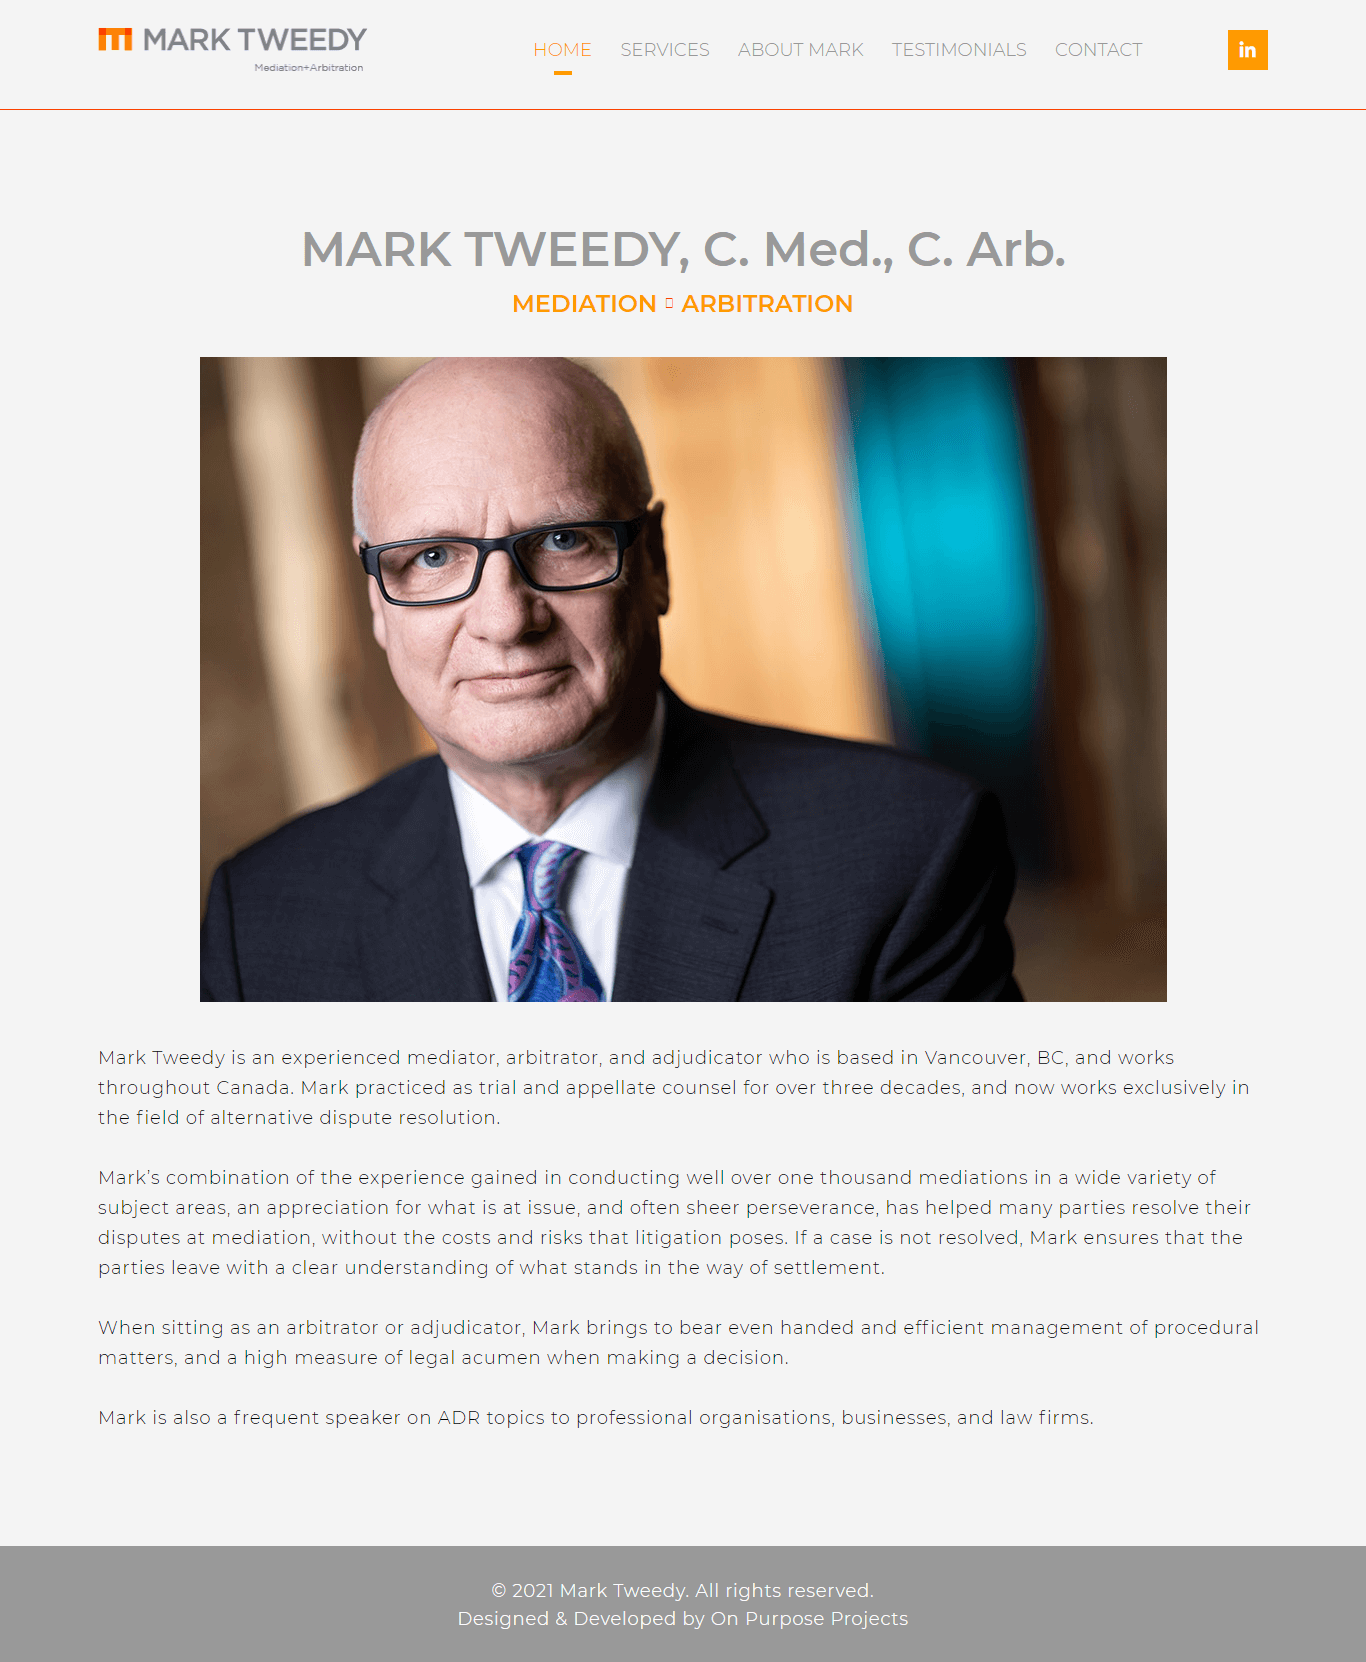 MARK TWEEDY
Mediation+Arbitration
HOME SERVICES ABOUT MARK TESTIMONIALS CONTACT
in
MARK TWEEDY, C. Med., C. Arb.
MEDIATION ▯ ARBITRATION
Mark Tweedy is an experienced mediator, arbitrator, and adjudicator who is based in Vancouver, BC, and works
throughout Canada. Mark practiced as trial and appellate counsel for over three decades, and now works exclusively in
the field of alternative dispute resolution.
Mark’s combination of the experience gained in conducting well over one thousand mediations in a wide variety of
subject areas, an appreciation for what is at issue, and often sheer perseverance, has helped many parties resolve their
disputes at mediation, without the costs and risks that litigation poses. If a case is not resolved, Mark ensures that the
parties leave with a clear understanding of what stands in the way of settlement.
When sitting as an arbitrator or adjudicator, Mark brings to bear even handed and efficient management of procedural
matters, and a high measure of legal acumen when making a decision.
Mark is also a frequent speaker on ADR topics to professional organisations, businesses, and law firms.
© 2021 Mark Tweedy. All rights reserved.
Designed & Developed by On Purpose Projects